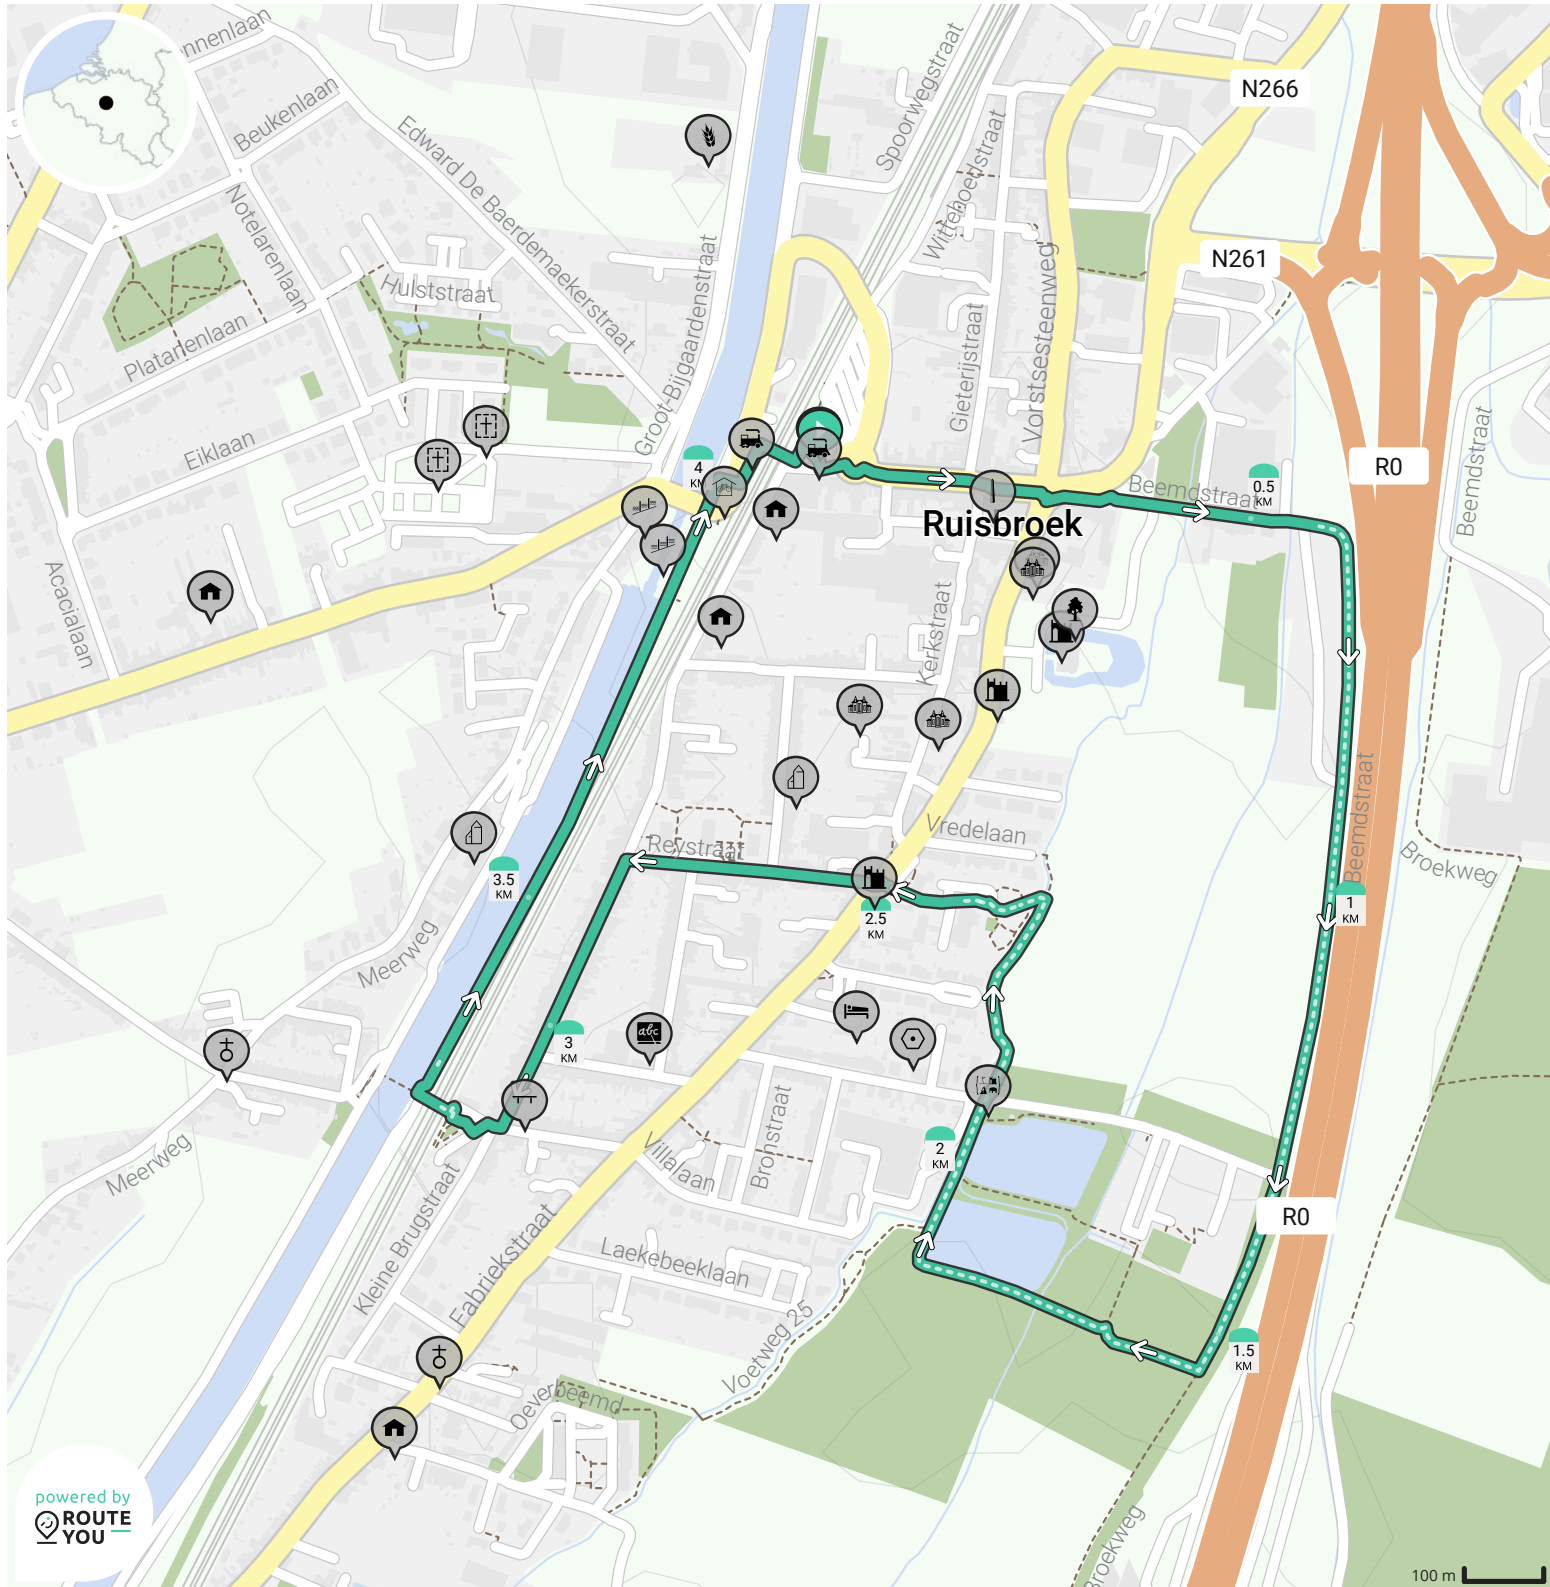 nnenlaan
Beukenlaan
Edward De Baerdemaekerstraat
Notelarenlaan
Spoorwegstraat
Wittehoedstraat
N266
N261
Hulststraat
Platanenlaan
Groot-Bijgaardenstraat
Gieterijstraat
Vorstsesteenweg
Eiklaan
Acacialaan
4
KM
Beemdstraat
0.5
KM
R0
Beemdstraat
Ruisbroek
Kerkstraat
Beemdstraat
Vredelaan
Reystraat
Broekweg
3.5
KM
1
KM
2.5
KM
Meerweg
abc
3
KM
Meerweg
Bronstraat
2
KM
Villalaan
Kleine Brugstraat
Fabriekstraat
R0
Laekebeeklaan
Voetweg 25
1.5
KM
Oeverbeemd
Broekweg
powered by
ROUTE
YOU
100 m